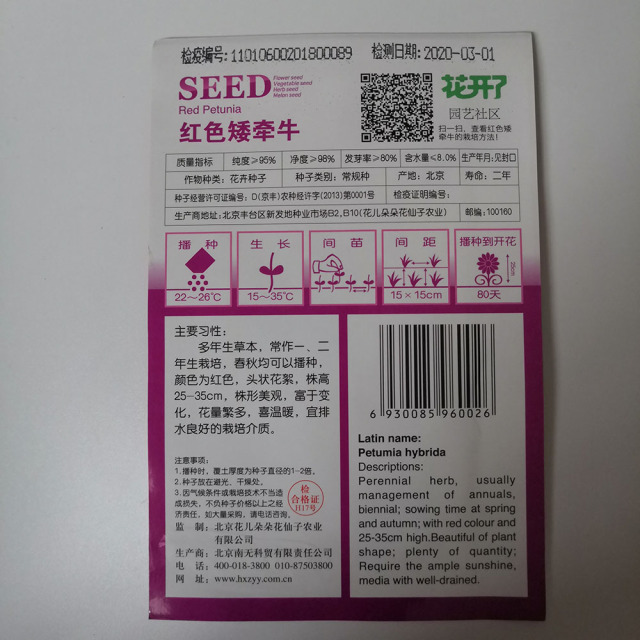 检疫编号: 11010600201800089 检测日期: 2020-03-01
SEED
Flower seed
Vegetable seed
Herb seed
Melon seed
Red Petunia
红色矮牵牛
花开了
园艺社区
扫一扫，查看红色矮
牵牛的栽培方法！
质量指标 纯度≥95% 净度≥98% 发芽率≥80% 含水量≤8.0% 生产年月:见封口
作物种类: 花卉种子 种子类别: 常规种 产地: 北京 寿命: 二年
种子经营许可证编号: D(京丰)农种经许字(2013)第0001号 检疫证明编号:
生产商地址:北京丰台区新发地种业市场B2,B10(花儿朵朵花仙子农业) 邮编:100160
播种 生长 间苗 间距 播种到开花
25cm
22~26℃ 15~35℃ 15×15cm 80天
主要习性:
多年生草本，常作一、二
年生栽培，春秋均可以播种，
颜色为红色，头状花絮，株高
25-35cm，株形美观，富于变
化，花量繁多，喜温暖，宜排
水良好的栽培介质。
注意事项:
1.播种时，覆土厚度为种子直径的1-2倍。
2.种子放在避光、干燥处。
3.因气候条件或栽培技术不当造
成损失，不负种子价格以上之经
济责任，如大量采购，请电话咨询。
检
合格证
J117号
监制: 北京花儿朵朵花仙子农业
有限公司
生产商: 北京南无科贸有限责任公司
电话: 400-018-3800 010-87503800
网址: www.hxzyy.com.cn
6 930085 960026
Latin name:
Petumia hybrida
Descriptions:
Perennial herb, usually
management of annuals,
biennial; sowing time at spring
and autumn; with red colour and
25-35cm high.Beautiful of plant
shape; plenty of quantity;
Require the ample sunshine,
media with well-drained.